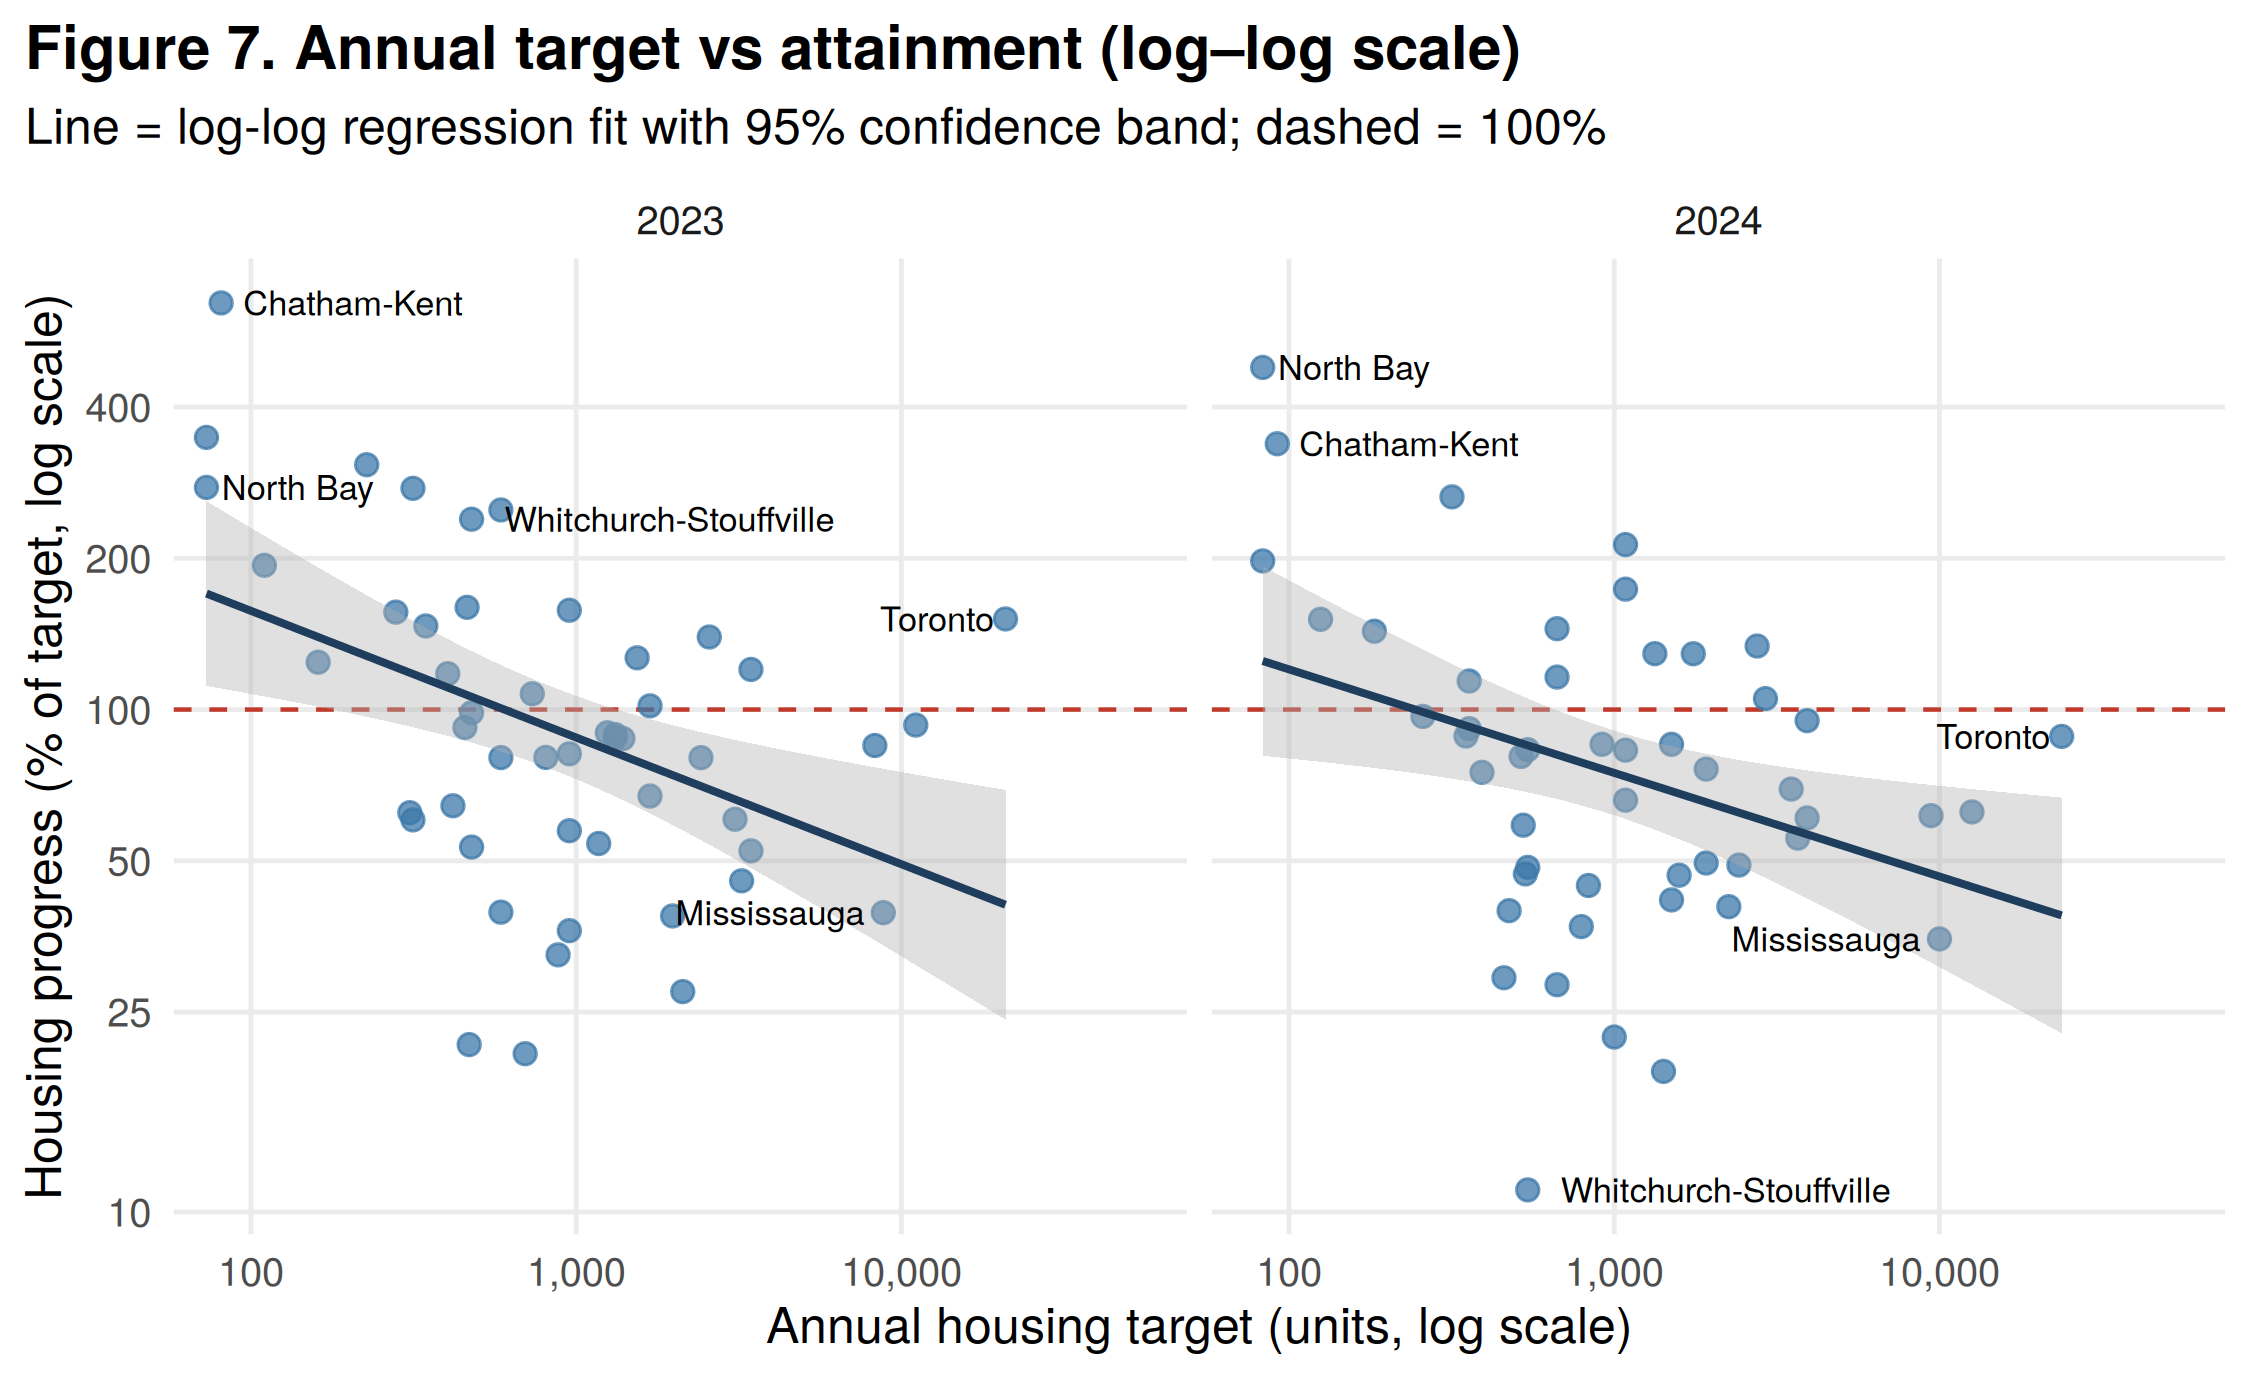 Figure 7. Annual target vs attainment (log–log scale)
Line = log-log regression fit with 95% confidence band; dashed = 100%
2023
2024
Housing progress (% of target, log scale)
400
200
100
50
25
10
Chatham-Kent
North Bay
Whitchurch-Stouffville
Toronto
Mississauga
North Bay
Chatham-Kent
Toronto
Mississauga
Whitchurch-Stouffville
100 1,000 10,000
100 1,000 10,000
Annual housing target (units, log scale)